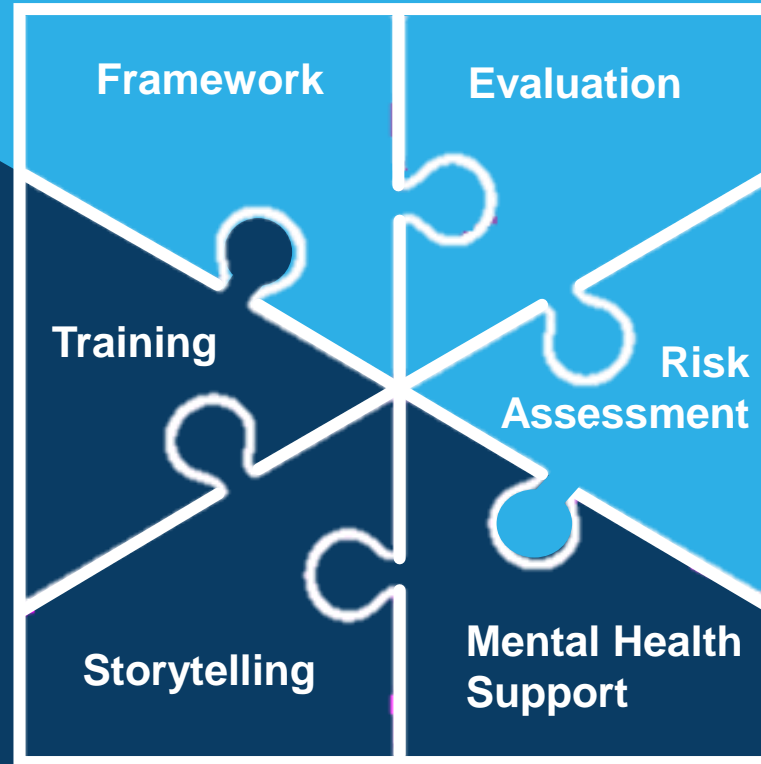 Framework
Evaluation
Training
Risk
Assessment
Storytelling
Mental Health
Support